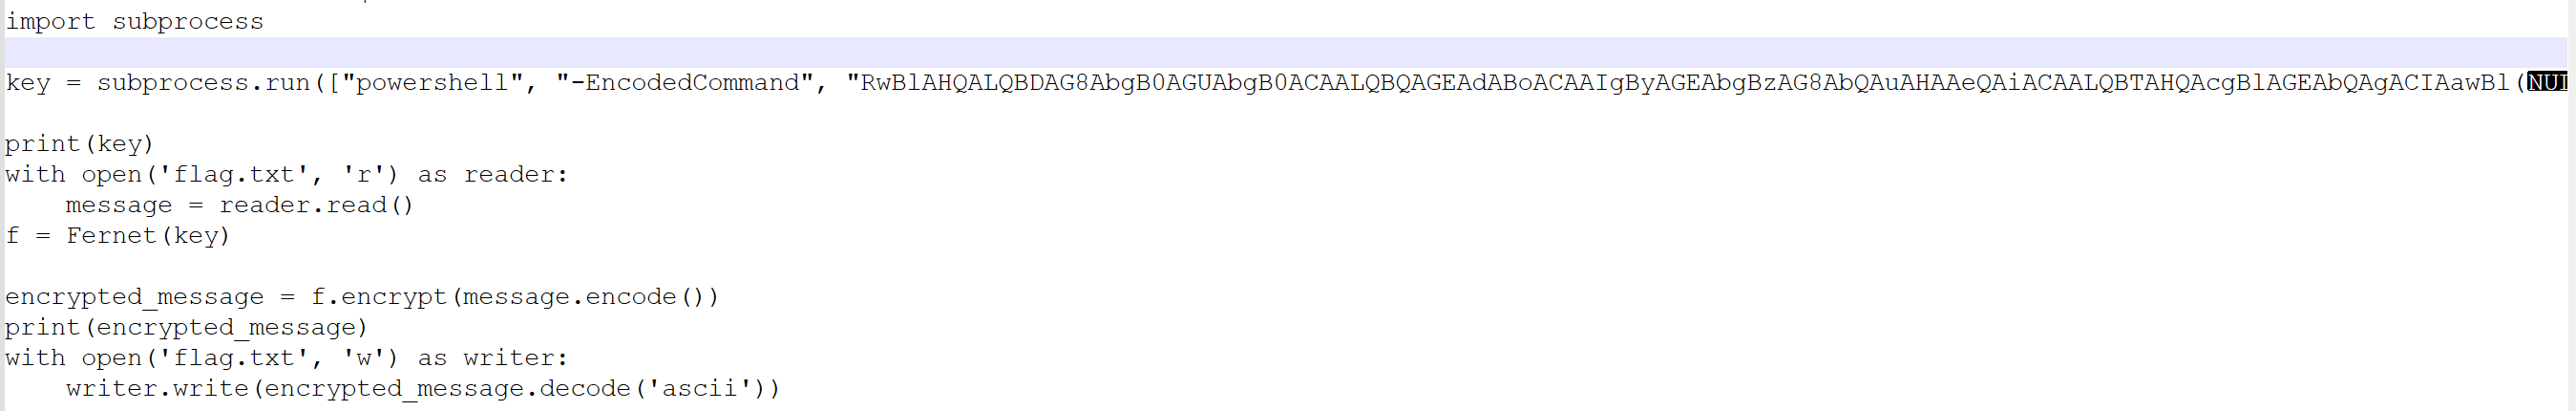 import subprocess
key = subprocess.run(["powershell", "-EncodedCommand", "RwBlAHQALQBDAG8AbgB0AGUAbgB0ACAALQBQAGEAdABoACAAIgByAGEAbgBzAG8AbQAuAHAAeQAiACAALQBTAHQAcgBlAGEAbQAgACIAawBl(NUL
print(key)
with open('flag.txt', 'r') as reader:
    message = reader.read()
f = Fernet(key)
encrypted_message = f.encrypt(message.encode())
print(encrypted_message)
with open('flag.txt', 'w') as writer:
    writer.write(encrypted_message.decode('ascii'))